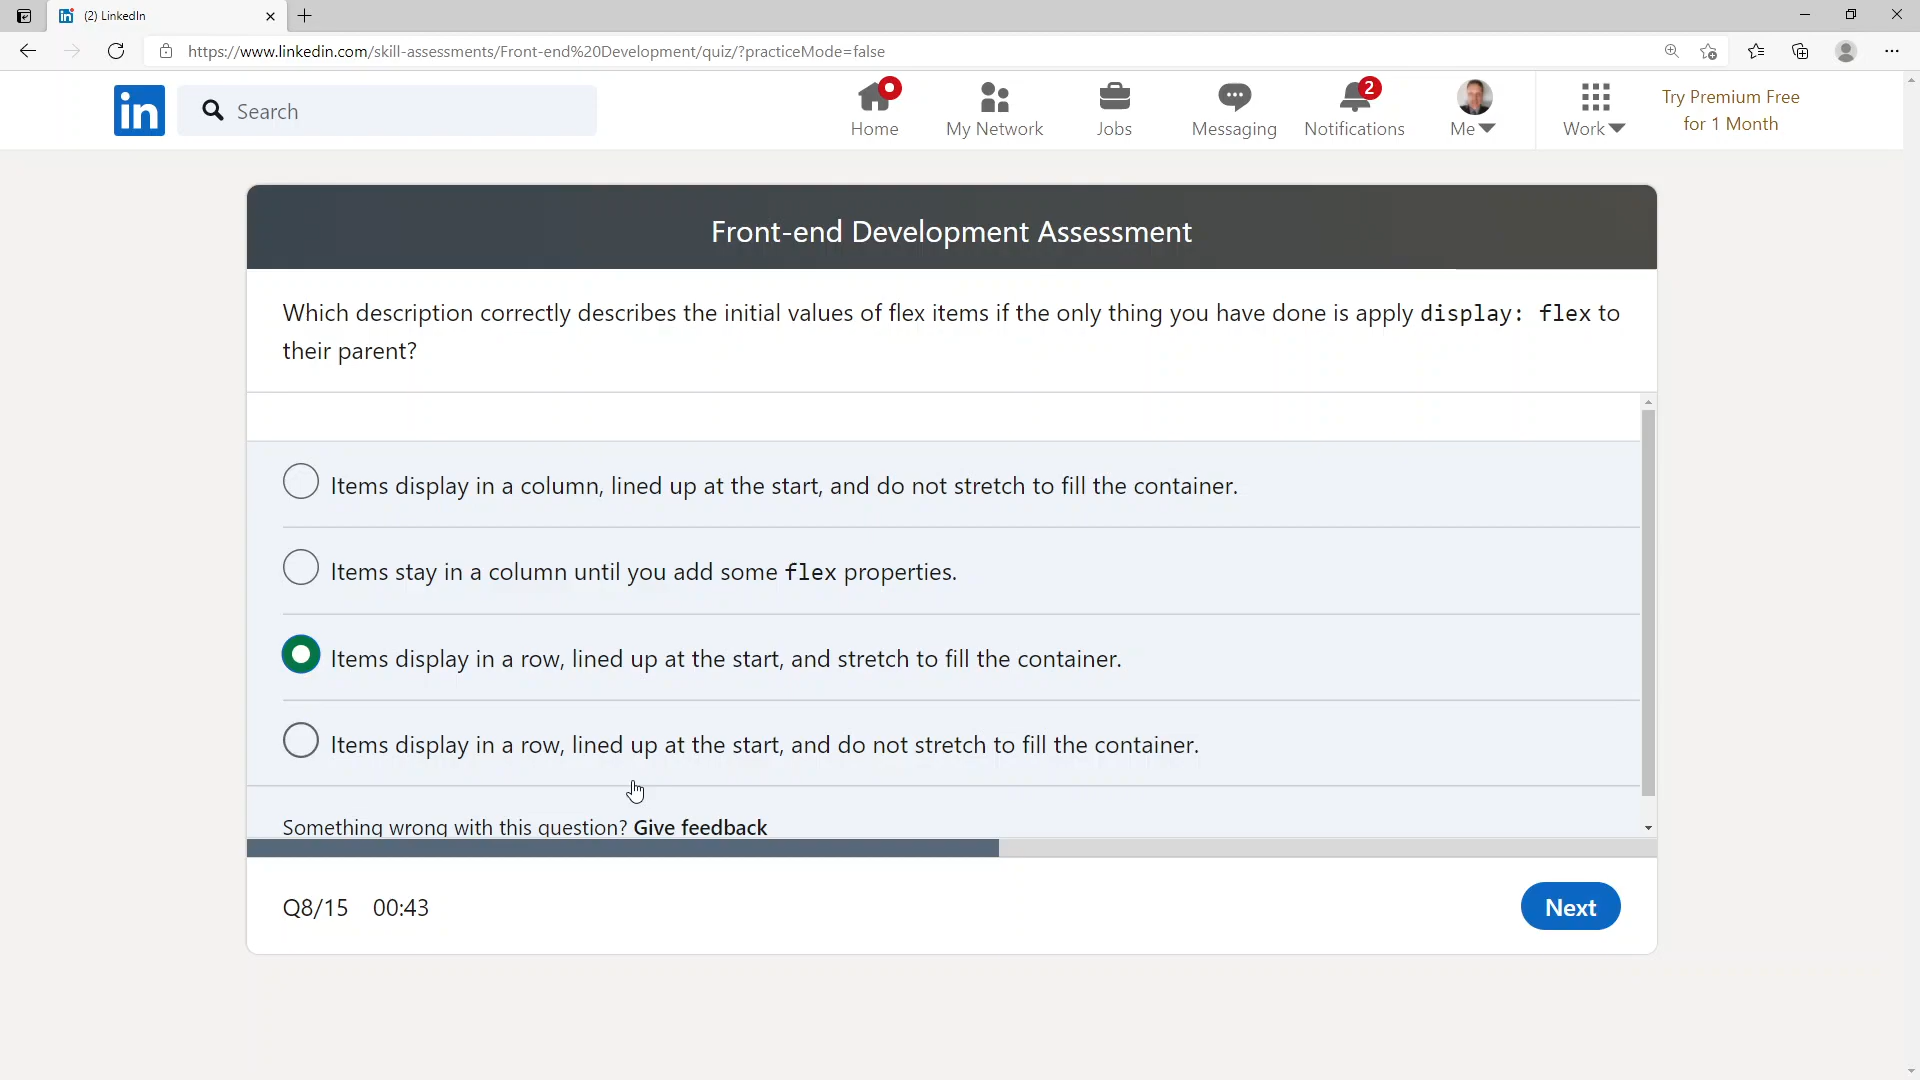 (2) LinkedIn
https://www.linkedin.com/skill-assessments/Front-end%20Development/quiz/?practiceMode=false
in
Search
Home
My Network
Jobs
Messaging
2
Notifications
Me
Work
Try Premium Free
for 1 Month
Front-end Development Assessment
Which description correctly describes the initial values of flex items if the only thing you have done is apply display: flex to
their parent?
Items display in a column, lined up at the start, and do not stretch to fill the container.
Items stay in a column until you add some flex properties.
Items display in a row, lined up at the start, and stretch to fill the container.
Items display in a row, lined up at the start, and do not stretch to fill the container.
Something wrong with this question? Give feedback
Q8/15 00:43
Next